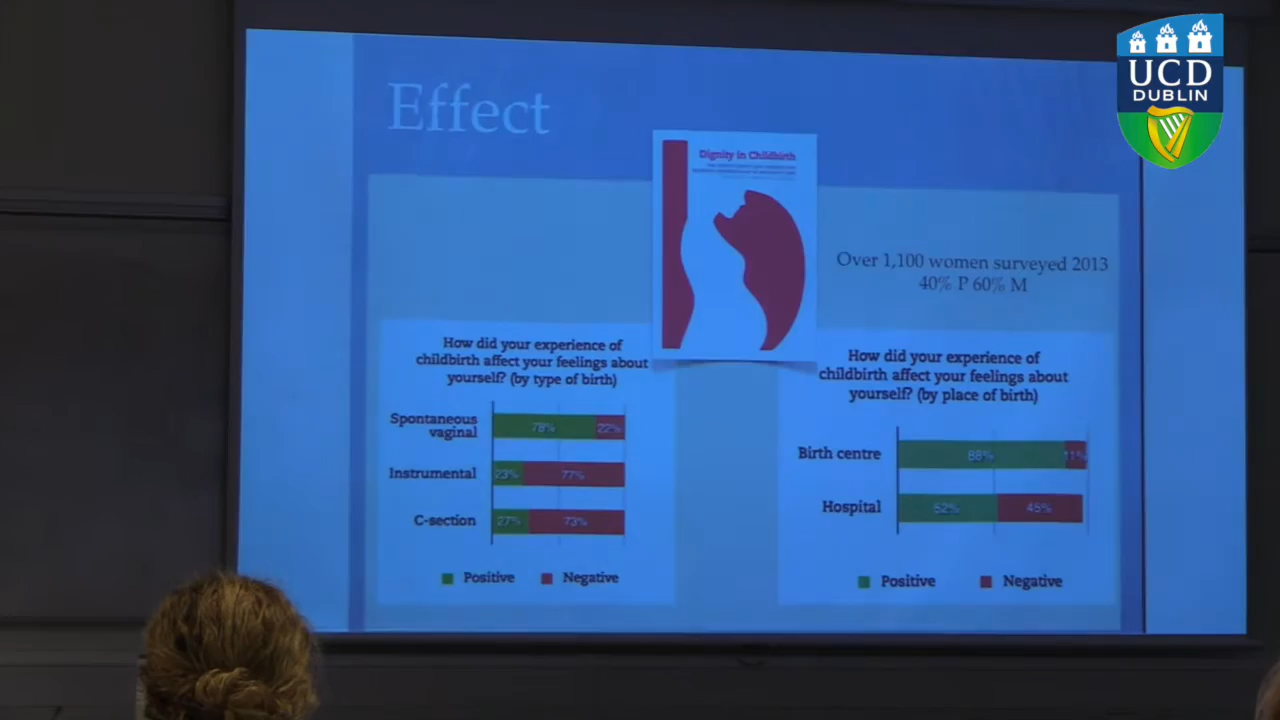 Effect
UCD
DUBLIN
Dignity in Childbirth
Over 1,100 women surveyed 2013
40% P 60% M
How did your experience of
childbirth affect your feelings about
yourself? (by type of birth)
Spontaneous
vaginal
78% 22%
Instrumental 23% 77%
C-section 27% 73%
Positive Negative
How did your experience of
childbirth affect your feelings about
yourself? (by place of birth)
Birth centre 88% 11%
Hospital 52% 45%
Positive Negative